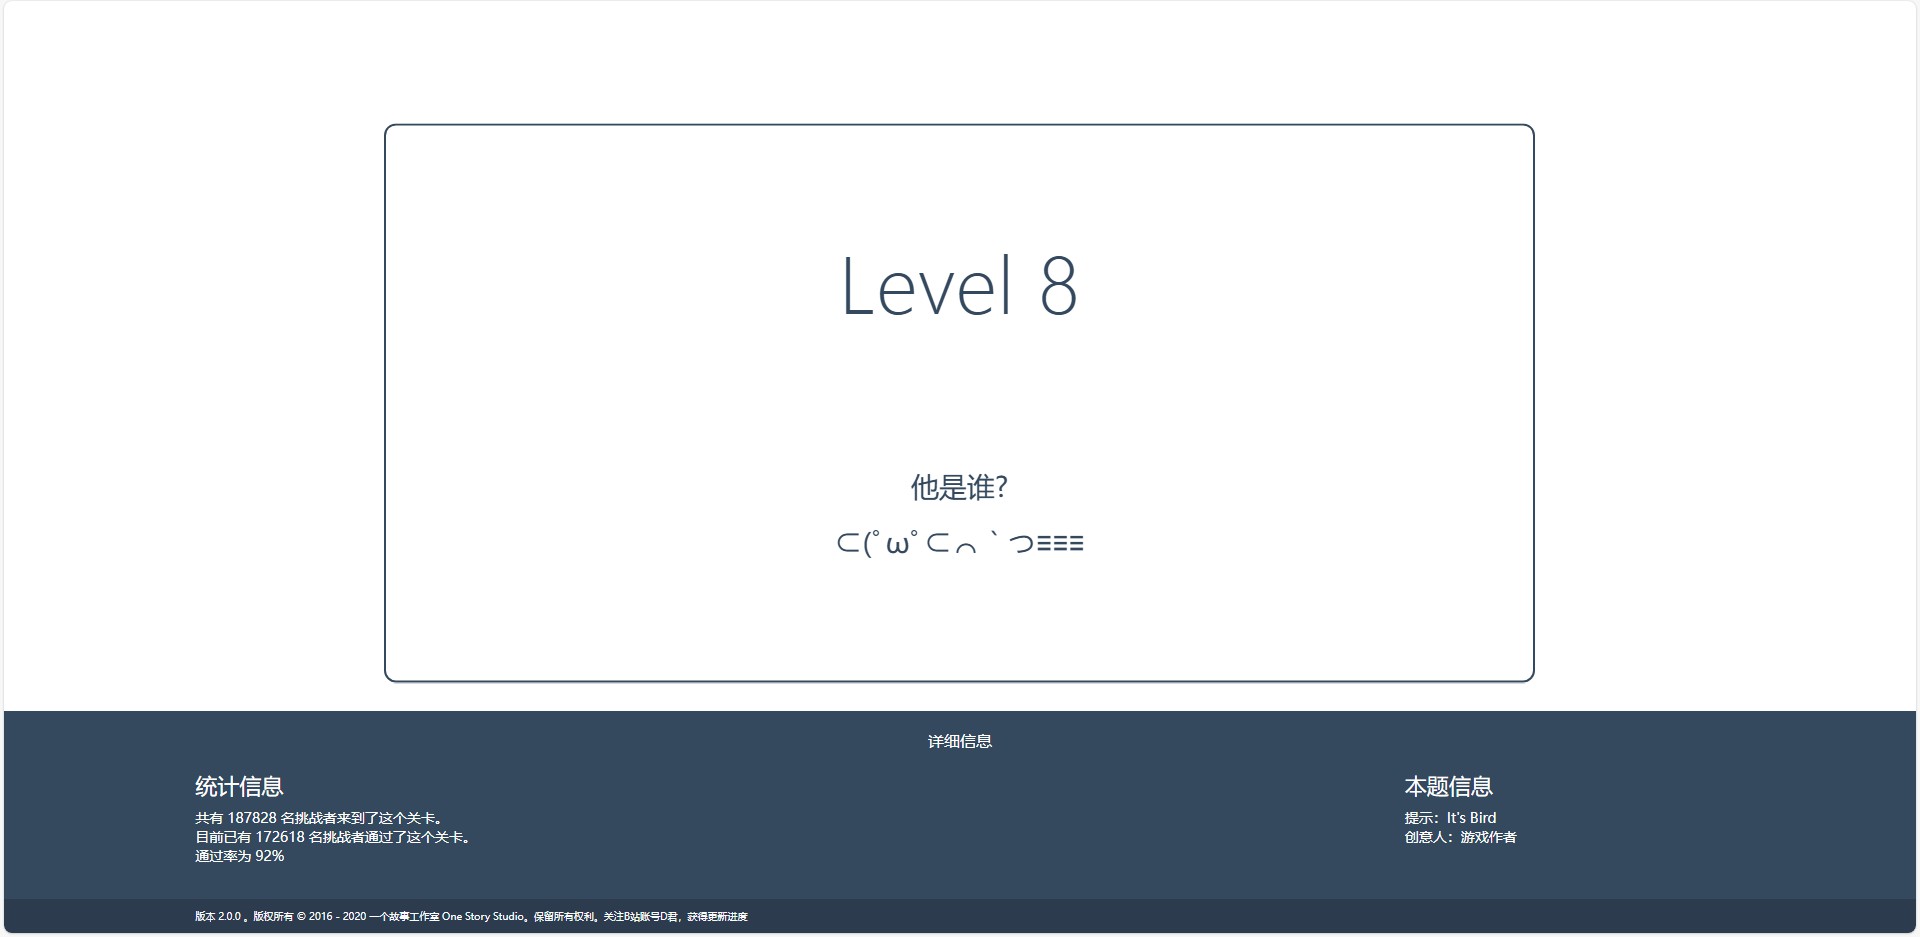 Level 8
他是谁?
⊂(ﾟωﾟ⊂⌒｀つ≡≡≡
详细信息
统计信息
共有 187828 名挑战者来到了这个关卡。
目前已有 172618 名挑战者通过了这个关卡。
通过率为 92%
本题信息
提示：It's Bird
创意人：游戏作者
版本 2.0.0 。版权所有 © 2016 - 2020 一个故事工作室 One Story Studio。保留所有权利。关注B站账号D君，获得更新进度